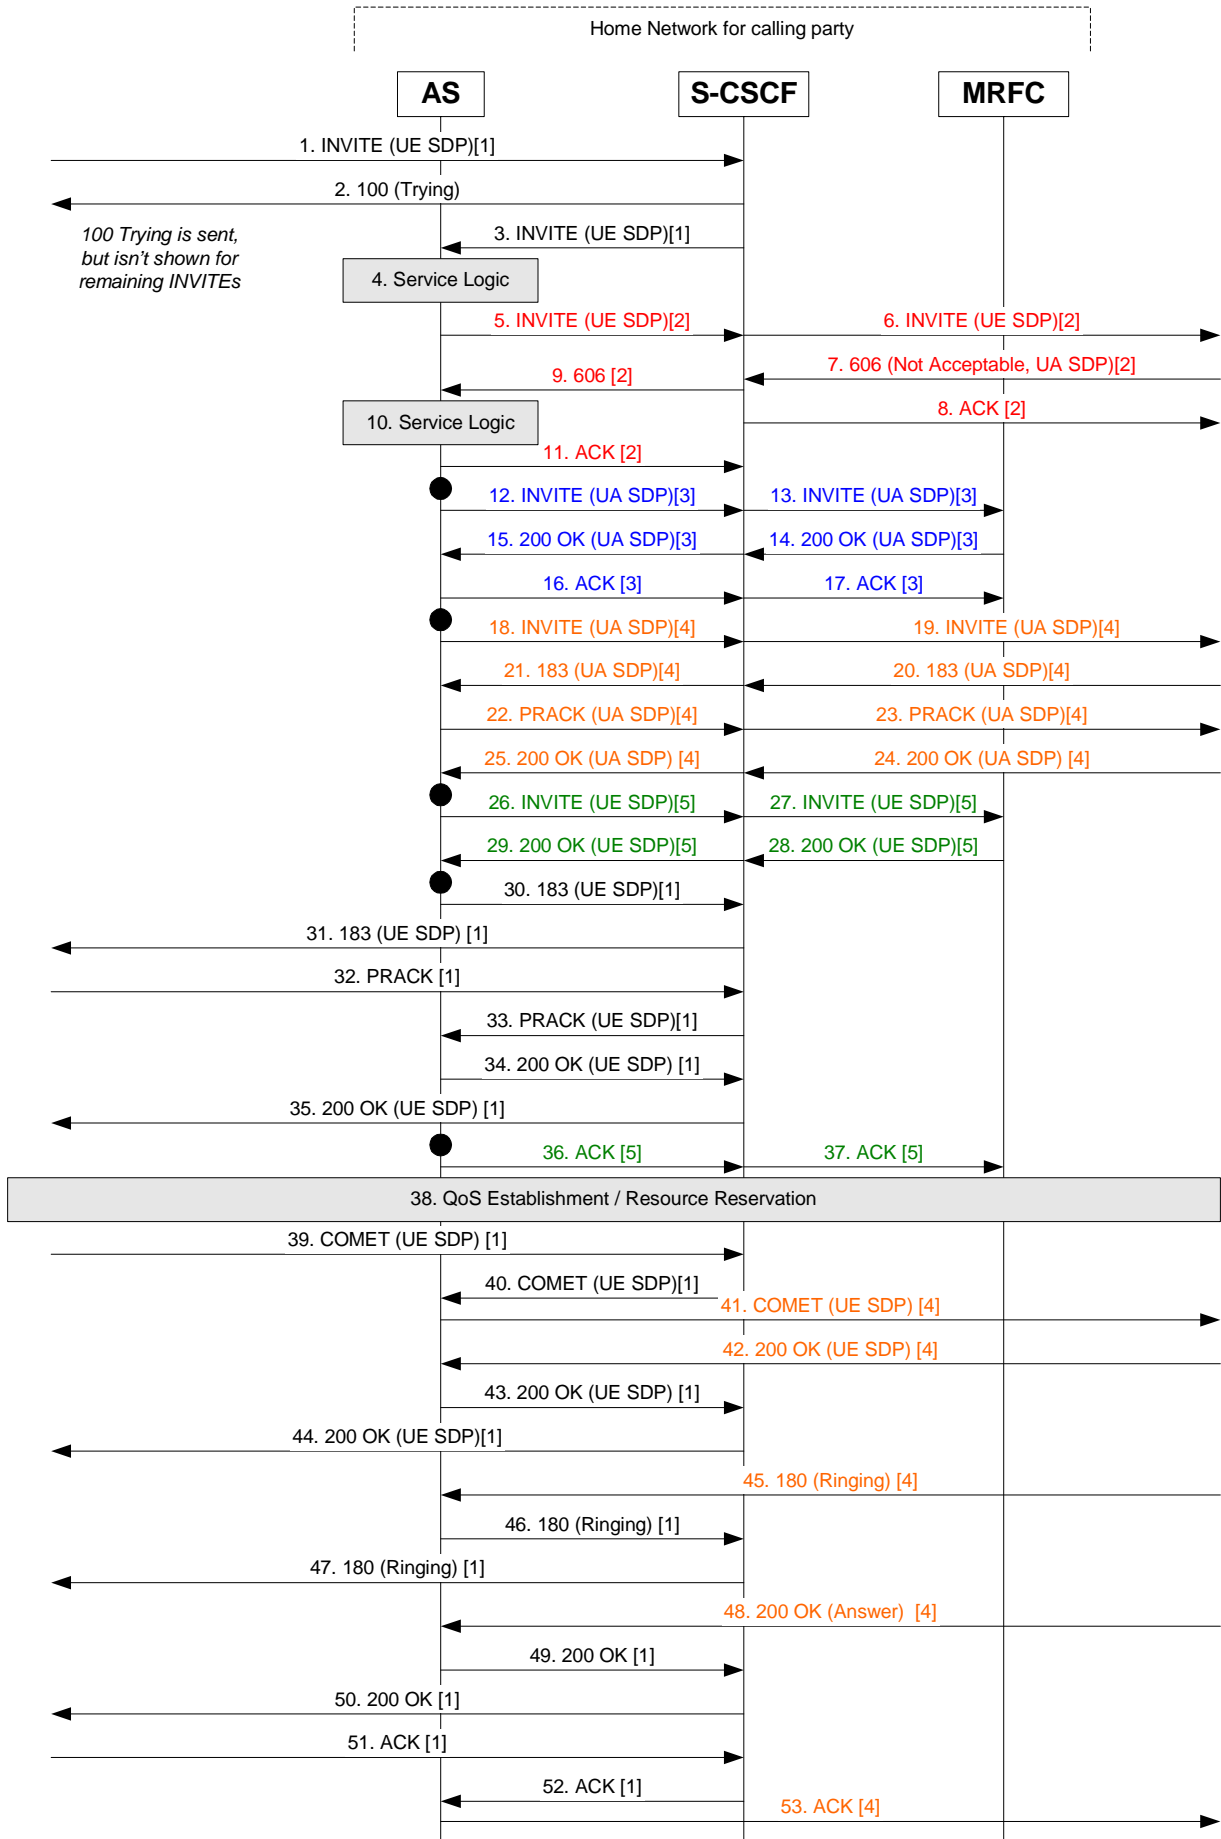 Home Network for calling party
AS
S-CSCF
MRFC
1. INVITE (UE SDP)[1]
2. 100 (Trying)
100 Trying is sent,
but isn't shown for
remaining INVITEs
3. INVITE (UE SDP)[1]
4. Service Logic
5. INVITE (UE SDP)[2]
6. INVITE (UE SDP)[2]
7. 606 (Not Acceptable, UA SDP)[2]
9. 606 [2]
8. ACK [2]
10. Service Logic
11. ACK [2]
12. INVITE (UA SDP)[3]
13. INVITE (UA SDP)[3]
15. 200 OK (UA SDP)[3]
14. 200 OK (UA SDP)[3]
16. ACK [3]
17. ACK [3]
18. INVITE (UA SDP)[4]
19. INVITE (UA SDP)[4]
21. 183 (UA SDP)[4]
20. 183 (UA SDP)[4]
22. PRACK (UA SDP)[4]
23. PRACK (UA SDP)[4]
25. 200 OK (UA SDP) [4]
24. 200 OK (UA SDP) [4]
26. INVITE (UE SDP)[5]
27. INVITE (UE SDP)[5]
29. 200 OK (UE SDP)[5]
28. 200 OK (UE SDP)[5]
30. 183 (UE SDP)[1]
31. 183 (UE SDP) [1]
32. PRACK [1]
33. PRACK (UE SDP)[1]
34. 200 OK (UE SDP) [1]
35. 200 OK (UE SDP) [1]
36. ACK [5]
37. ACK [5]
38. QoS Establishment / Resource Reservation
39. COMET (UE SDP) [1]
40. COMET (UE SDP)[1]
41. COMET (UE SDP) [4]
42. 200 OK (UE SDP) [4]
43. 200 OK (UE SDP) [1]
44. 200 OK (UE SDP)[1]
45. 180 (Ringing) [4]
46. 180 (Ringing) [1]
47. 180 (Ringing) [1]
48. 200 OK (Answer) [4]
49. 200 OK [1]
50. 200 OK [1]
51. ACK [1]
52. ACK [1]
53. ACK [4]